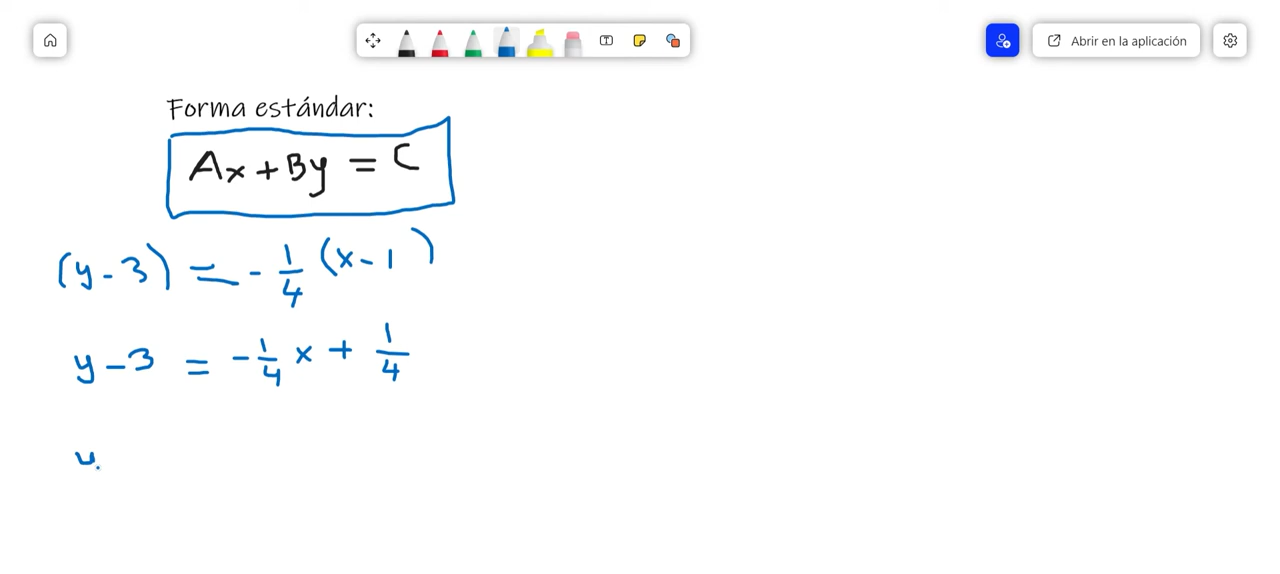 Abrir en la aplicación
Forma estándar:
Ax + By = C
(y - 3) = - 1/4 (x - 1)
y - 3 = - 1/4 x + 1/4